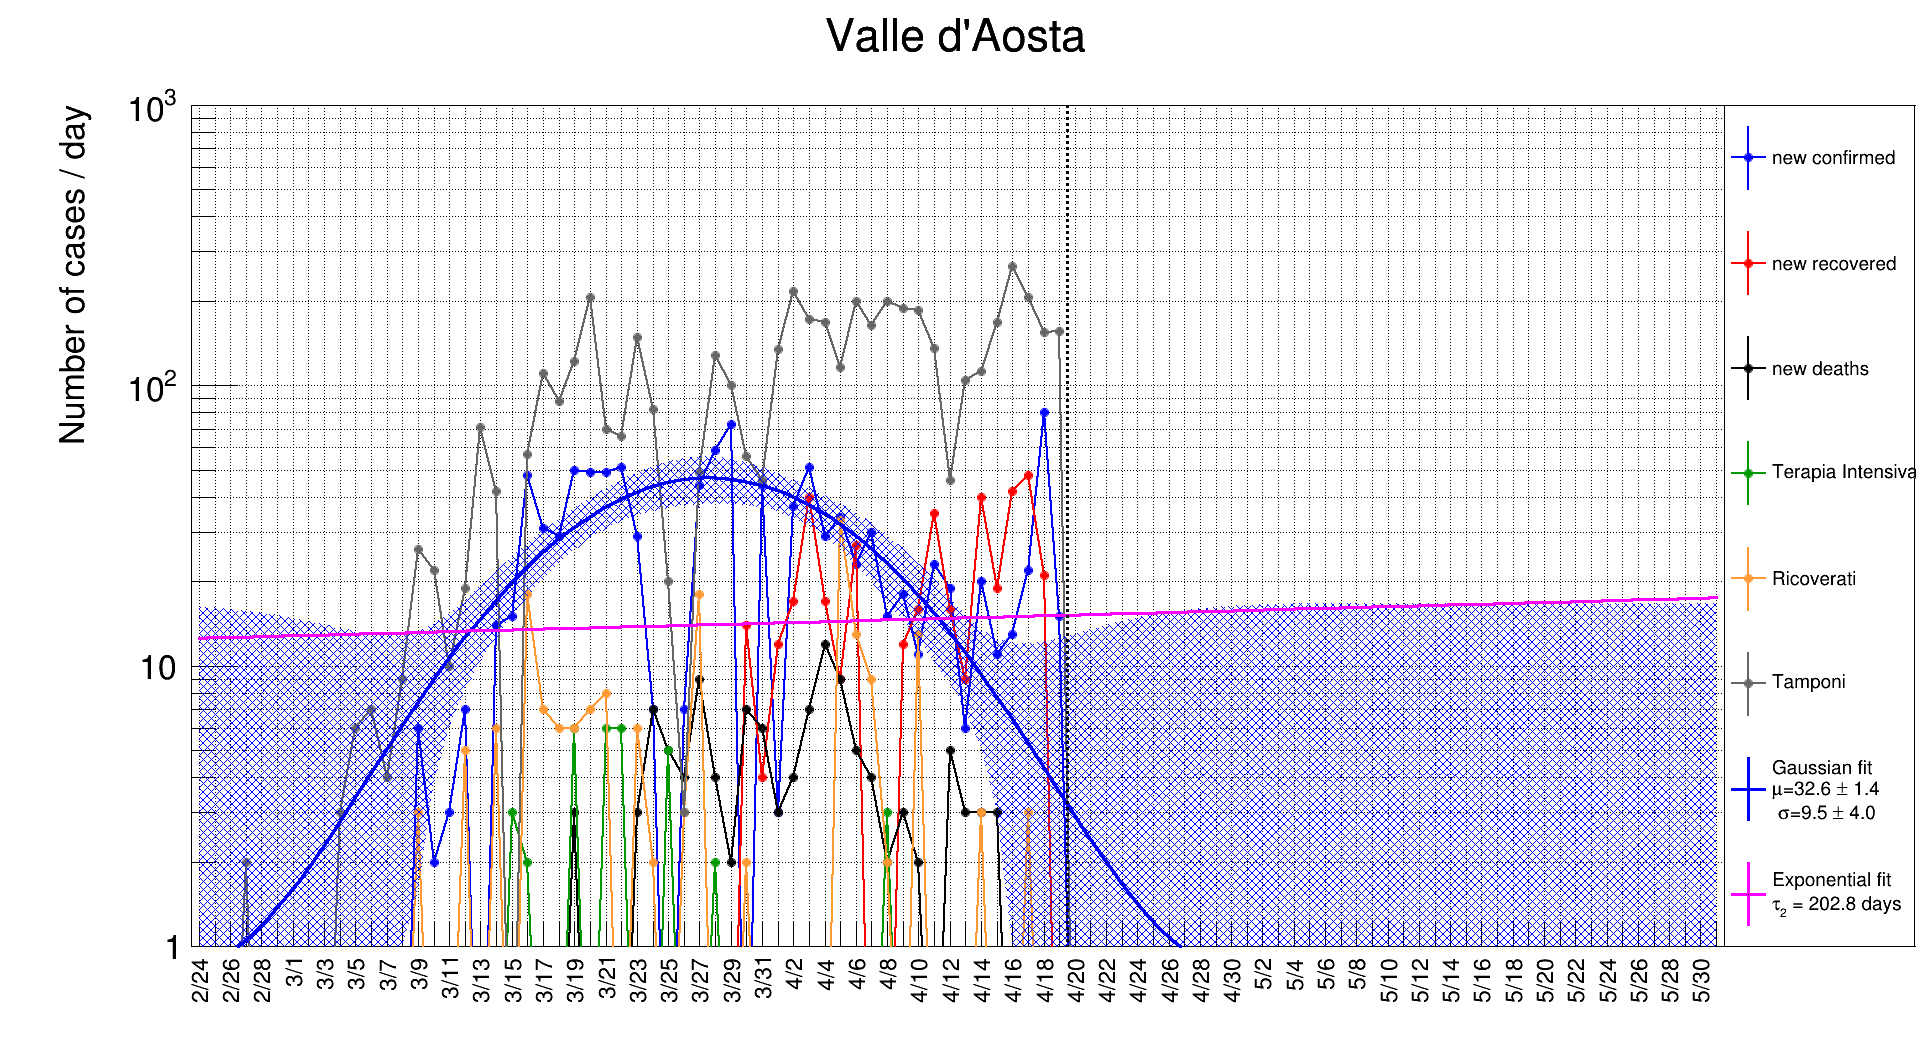 Valle d'Aosta
Number of cases / day
10³
10²
10
1
2/24 2/26 2/28 3/1 3/3 3/5 3/7 3/9 3/11 3/13 3/15 3/17 3/19 3/21 3/23 3/25 3/27 3/29 3/31 4/2 4/4 4/6 4/8 4/10 4/12 4/14 4/16 4/18 4/20 4/22 4/24 4/26 4/28 4/30 5/2 5/4 5/6 5/8 5/10 5/12 5/14 5/16 5/18 5/20 5/22 5/24 5/26 5/28 5/30
new confirmed
new recovered
new deaths
Terapia Intensiva
Ricoverati
Tamponi
Gaussian fit
μ=32.6 ± 1.4
σ=9.5 ± 4.0
Exponential fit
τ₂ = 202.8 days